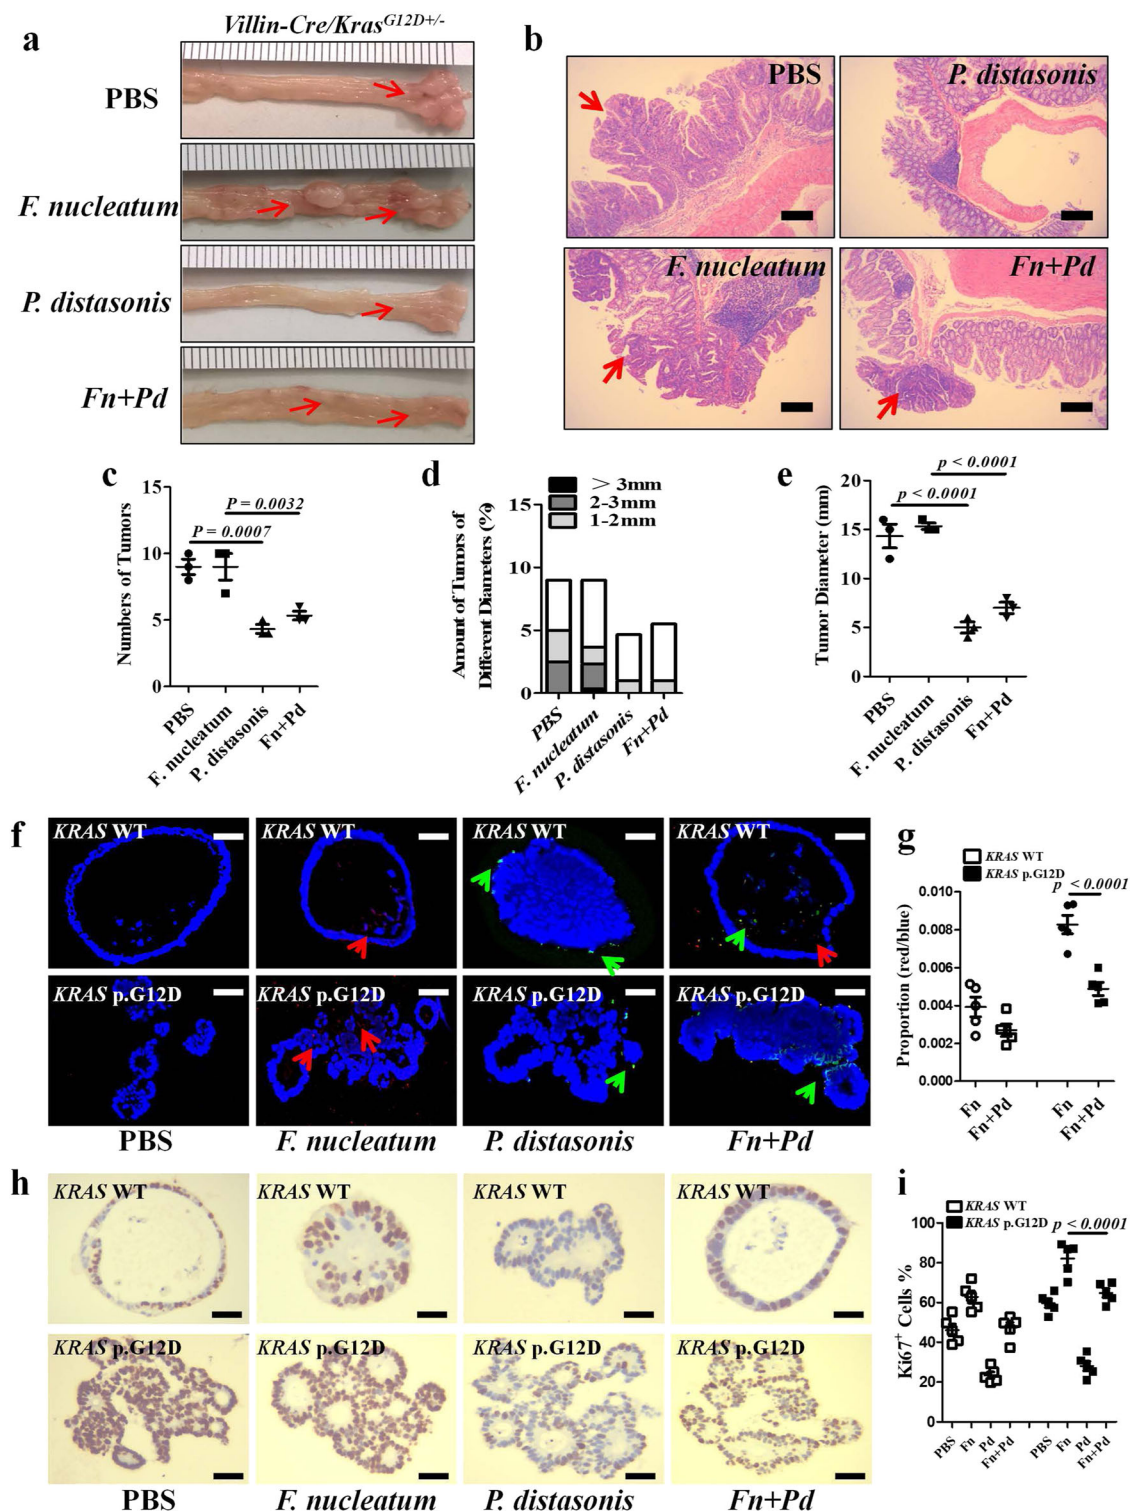 a
Villin-Cre/Kras^G12D+/-
PBS
F. nucleatum
P. distasonis
Fn+Pd
b
PBS
P. distasonis
F. nucleatum
Fn+Pd
c
Numbers of Tumors
15
10
5
0
P = 0.0032
P = 0.0007
PBS
F. nucleatum
P. distasonis
Fn+Pd
d
> 3mm
2-3mm
1-2mm
Amount of Tumors of
Different Diameters (%)
15
10
5
0
PBS
F. nucleatum
P. distasonis
Fn+Pd
e
p < 0.0001
p < 0.0001
Tumor Diameter (mm)
20
15
10
5
0
PBS
F. nucleatum
P. distasonis
Fn+Pd
f
KRAS WT
KRAS WT
KRAS WT
KRAS WT
KRAS p.G12D
KRAS p.G12D
KRAS p.G12D
KRAS p.G12D
PBS
F. nucleatum
P. distasonis
Fn+Pd
g
KRAS WT
KRAS p.G12D
p < 0.0001
Proportion (red/blue)
0.010
0.008
0.006
0.004
0.002
0.000
Fn
Fn+Pd
Fn
Fn+Pd
h
KRAS WT
KRAS WT
KRAS WT
KRAS WT
KRAS p.G12D
KRAS p.G12D
KRAS p.G12D
KRAS p.G12D
PBS
F. nucleatum
P. distasonis
Fn+Pd
i
KRAS WT
KRAS p.G12D
p < 0.0001
Ki67+ Cells %
100
80
60
40
20
0
PBS
Fn
Pd
Fn+Pd
PBS
Fn
Pd
Fn+Pd